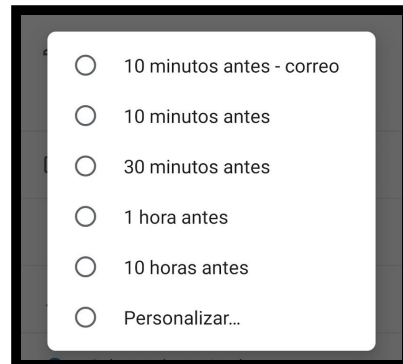 10 minutos antes - correo
10 minutos antes
30 minutos antes
1 hora antes
10 horas antes
Personalizar...